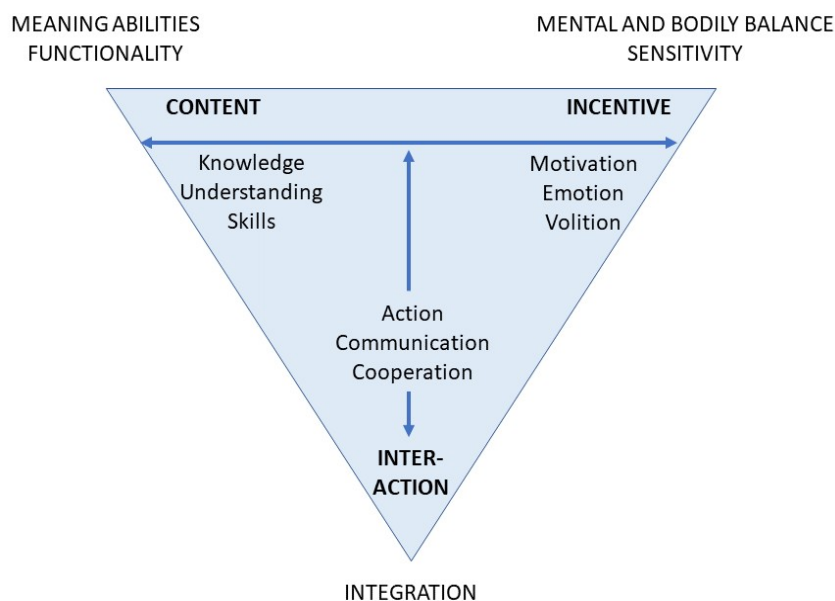 MEANING ABILITIES
FUNCTIONALITY
MENTAL AND BODILY BALANCE
SENSITIVITY
CONTENT
INCENTIVE
Knowledge
Understanding
Skills
Motivation
Emotion
Volition
Action
Communication
Cooperation
INTER-
ACTION
INTEGRATION